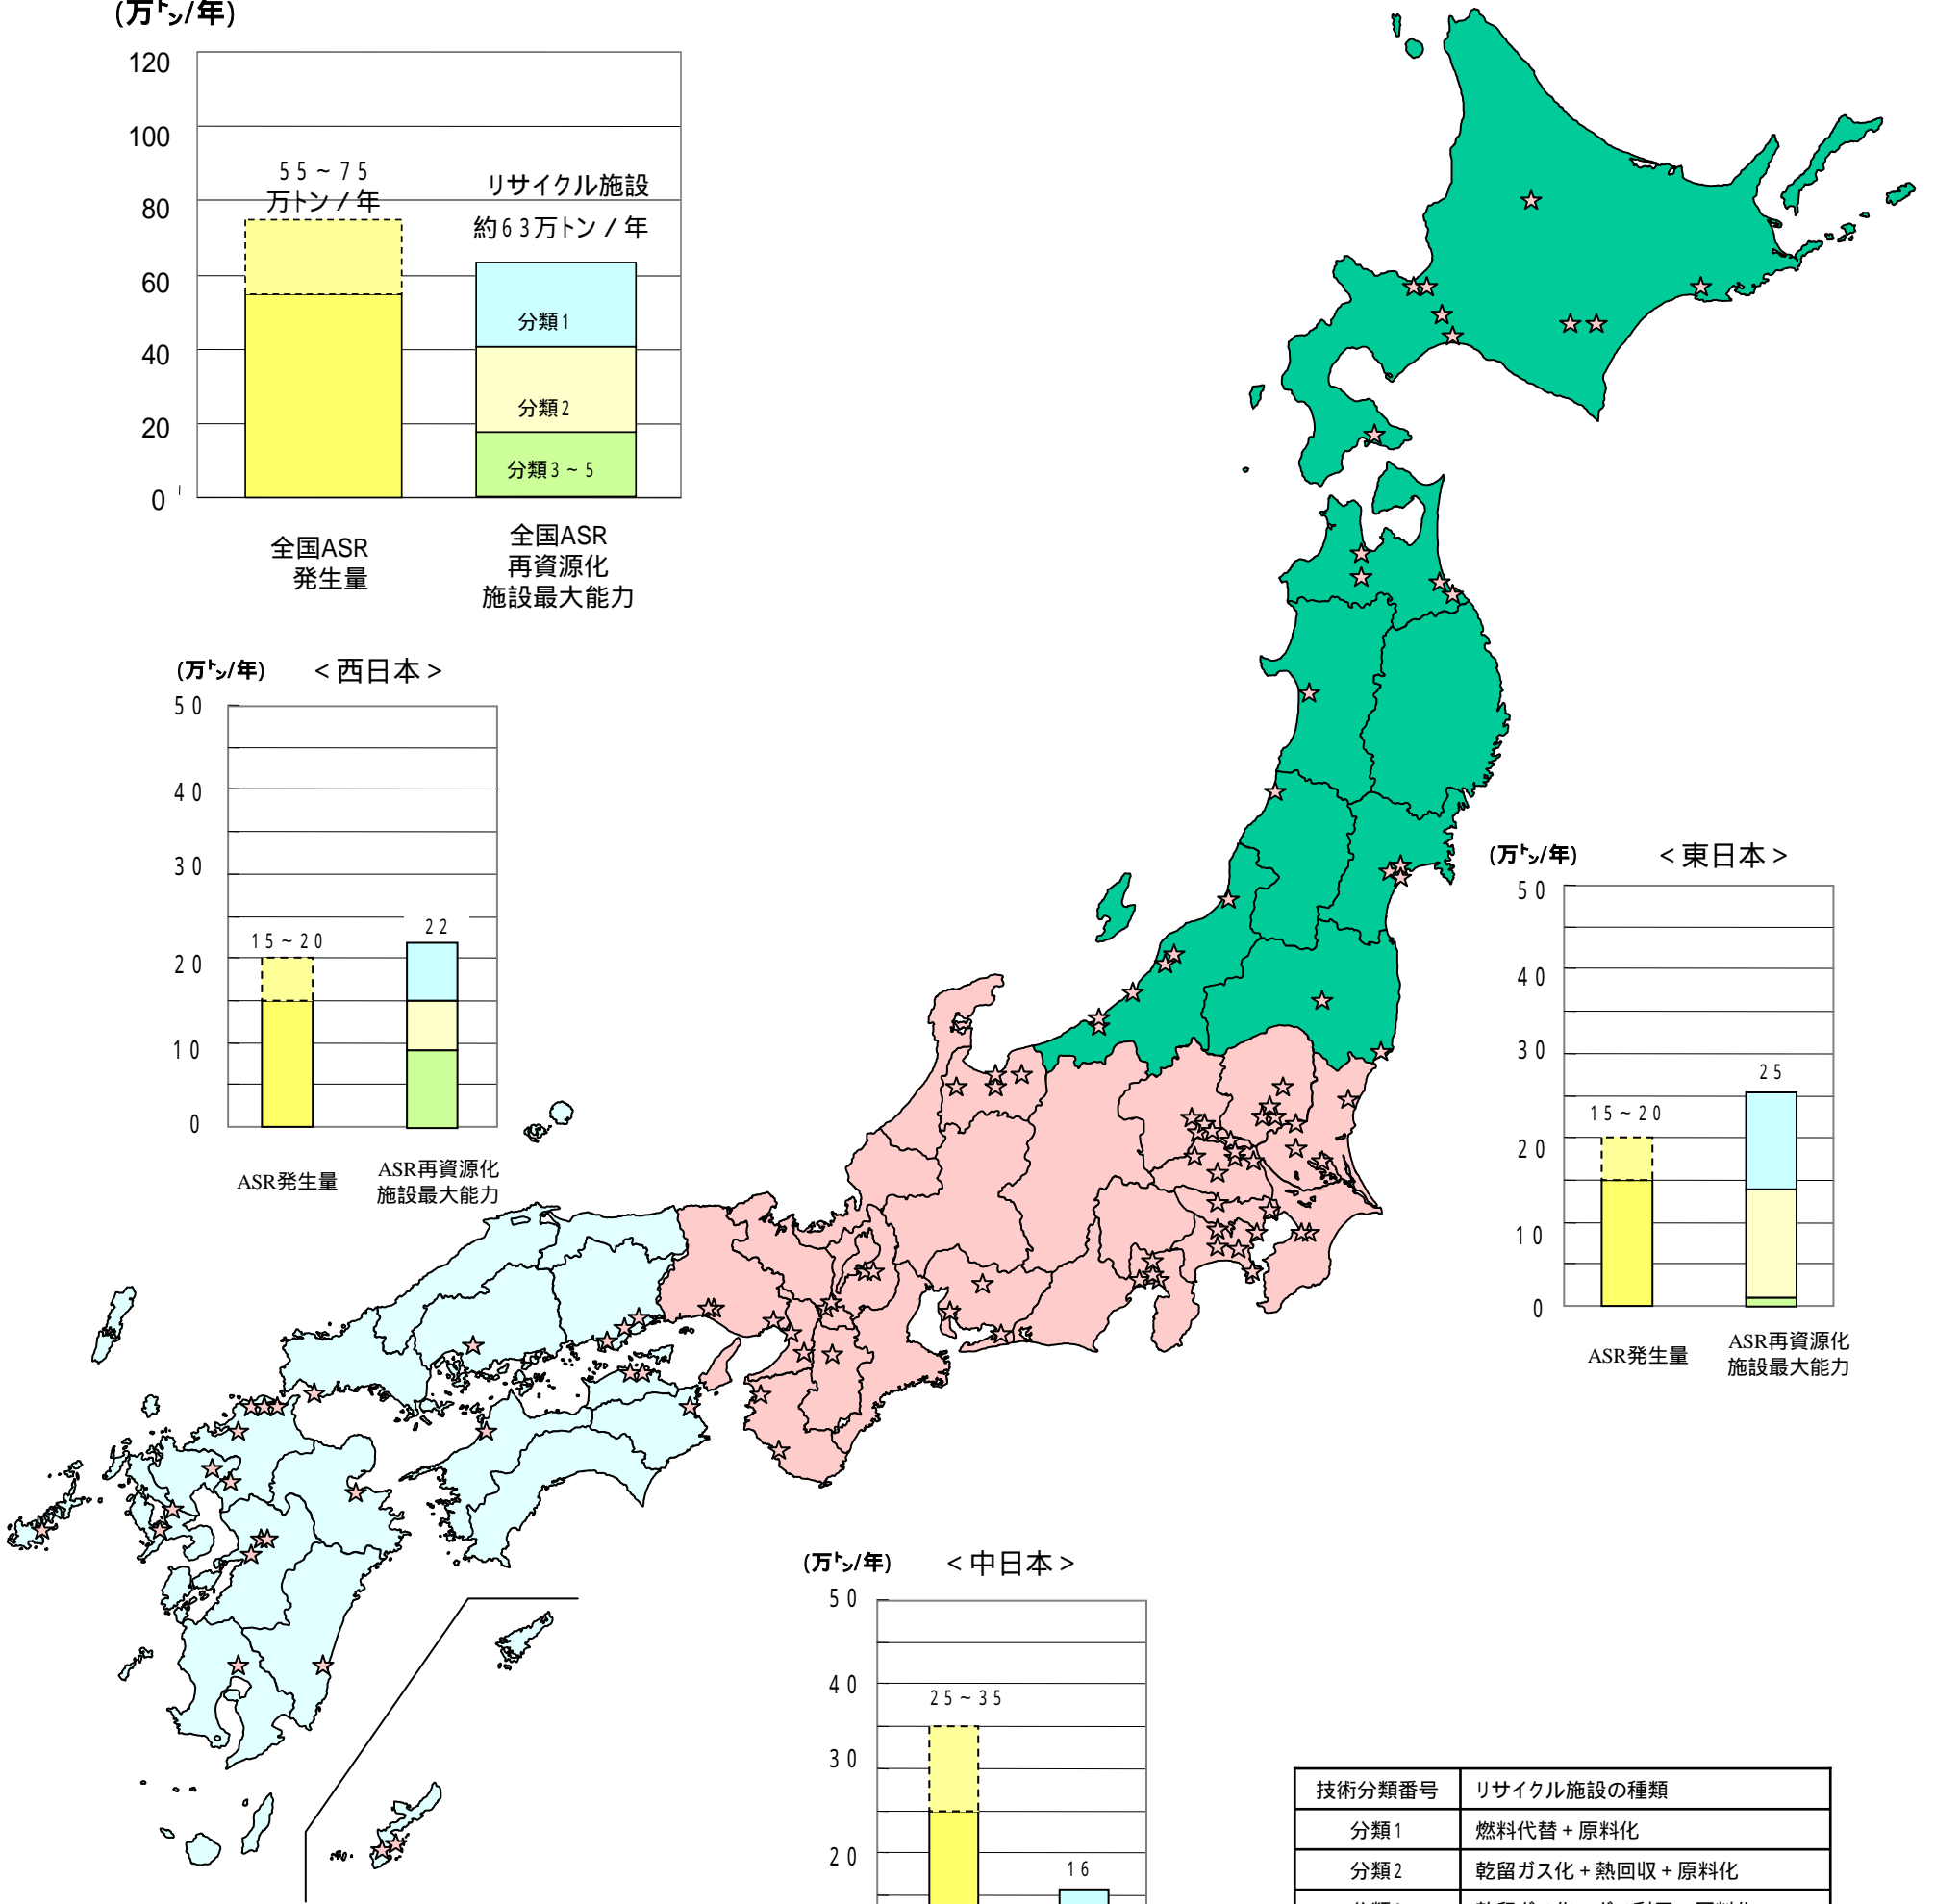 (万㌧/年)
120
100
80
60
40
20
0
55~75
万トン/年
リサイクル施設
約63万トン/年
分類1
分類2
分類3~5
全国ASR
発生量
全国ASR
再資源化
施設最大能力
(万㌧/年)
<西日本>
50
40
30
20
10
0
15~20
22
ASR発生量
ASR再資源化
施設最大能力
(万㌧/年)
<東日本>
50
40
30
20
10
0
15~20
25
ASR発生量
ASR再資源化
施設最大能力
(万㌧/年)
<中日本>
50
40
30
20
25~35
16
技術分類番号 リサイクル施設の種類
分類1 燃料代替+原料化
分類2 乾留ガス化+熱回収+原料化